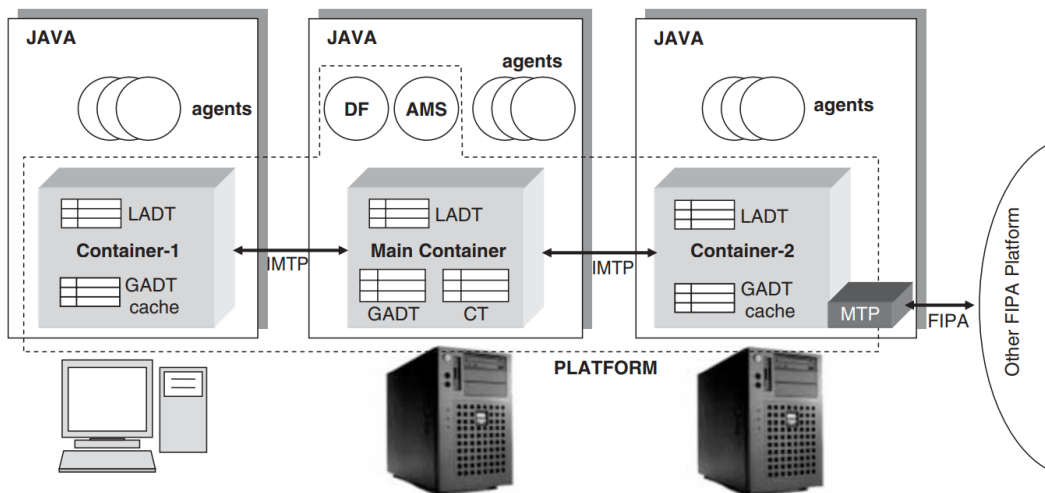 JAVA
agents
LADT
Container-1
GADT
cache
IMTP
JAVA
DF
AMS
agents
LADT
Main Container
GADT
CT
IMTP
JAVA
agents
LADT
Container-2
GADT
cache
MTP
FIPA
Other FIPA Platform
PLATFORM